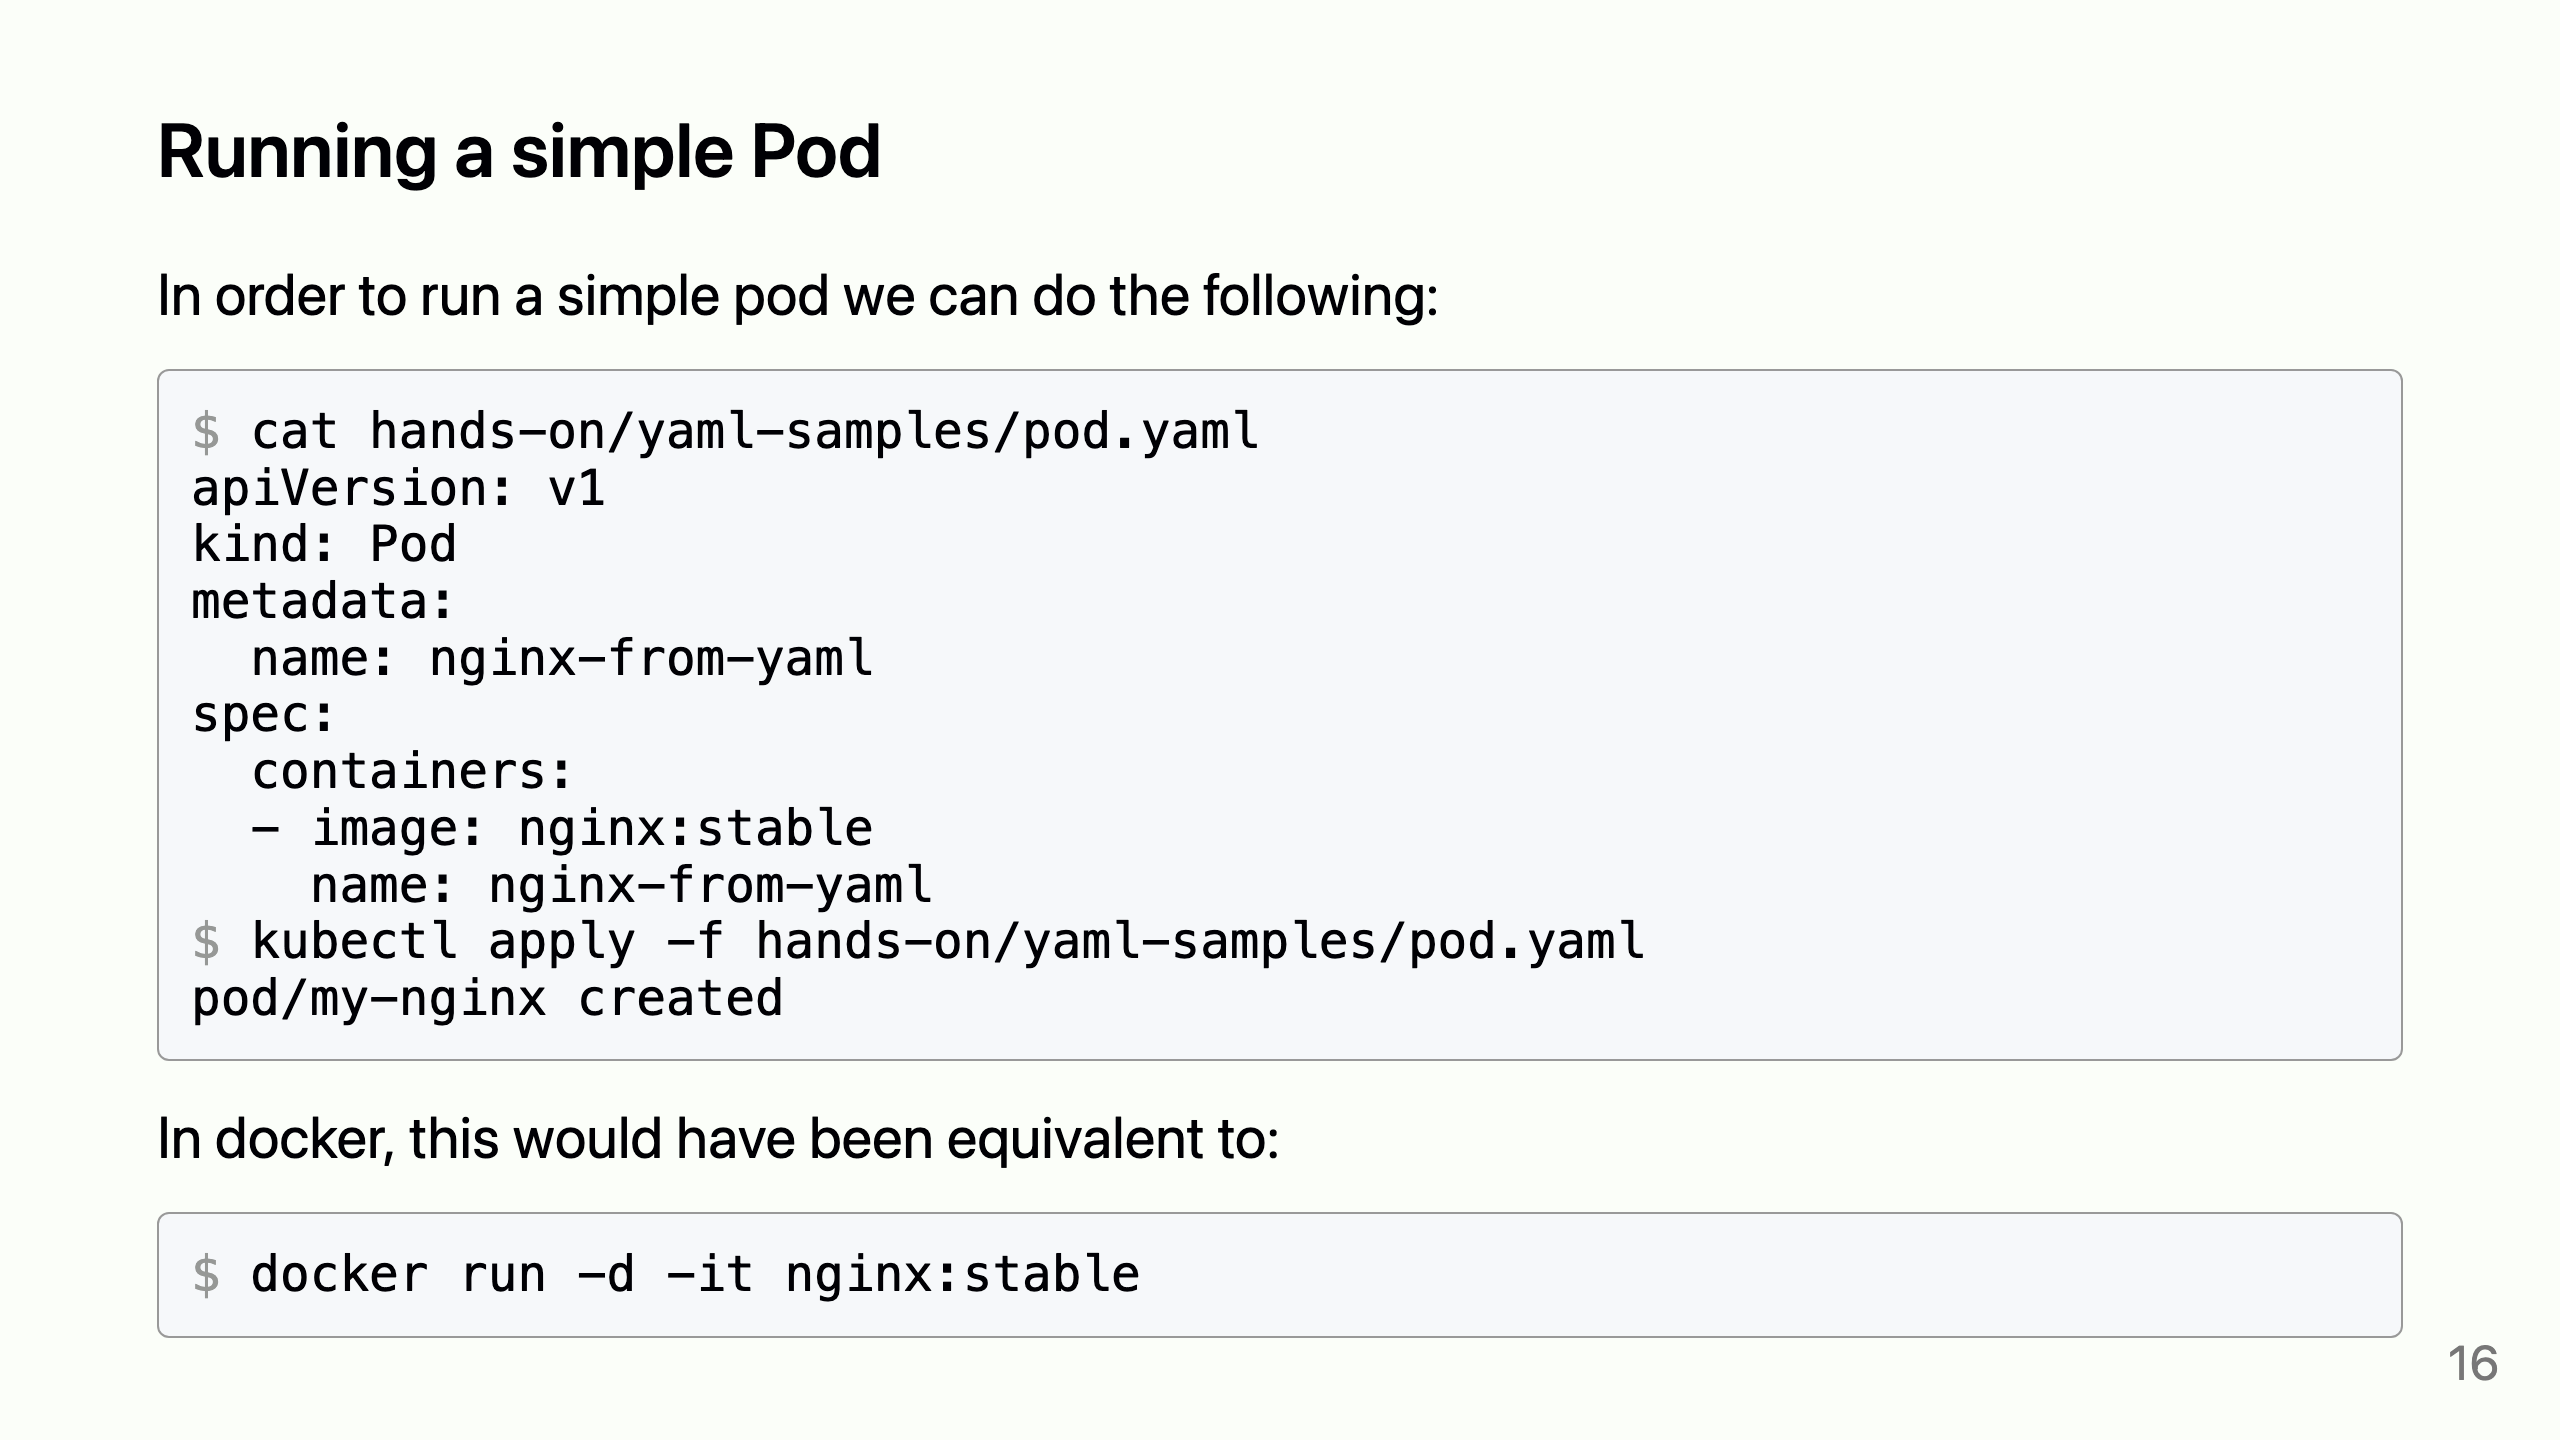 Running a simple Pod
In order to run a simple pod we can do the following:
$ cat hands-on/yaml-samples/pod.yaml
apiVersion: v1
kind: Pod
metadata:
  name: nginx-from-yaml
spec:
  containers:
  - image: nginx:stable
    name: nginx-from-yaml
$ kubectl apply -f hands-on/yaml-samples/pod.yaml
pod/my-nginx created
In docker, this would have been equivalent to:
$ docker run -d -it nginx:stable
16